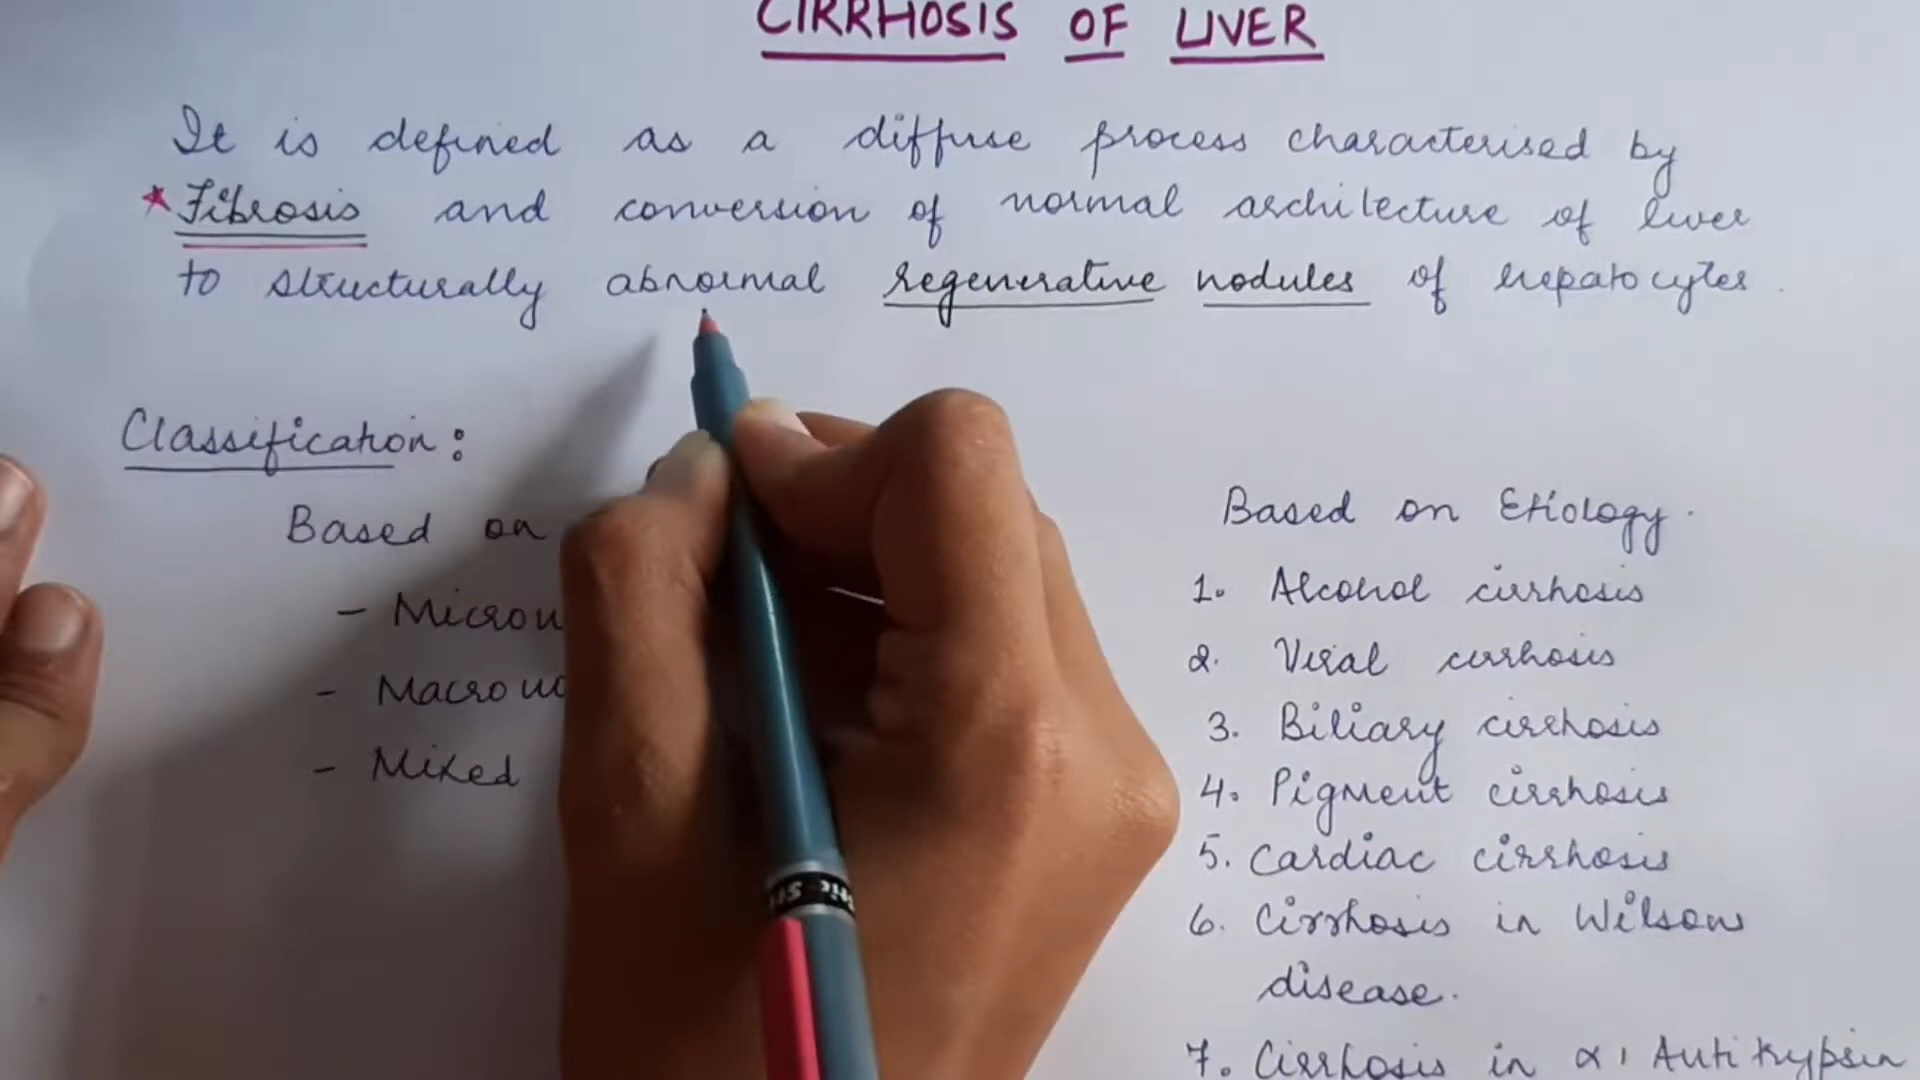 CIRRHOSIS OF LIVER
It is defined as a diffuse process characterised by
* Fibrosis and conversion of normal architecture of liver
to structurally abnormal regenerative nodules of hepatocytes.
Classification:
Based on
- Micron
- Macrono
- Mixed
Based on Etiology.
1. Alcohol cirrhosis
2. Viral cirrhosis
3. Biliary cirrhosis
4. Pigment cirrhosis
5. Cardiac cirrhosis
6. Cirrhosis in Wilson
disease.
7. Cirrhosis in α1 Antitrypsin